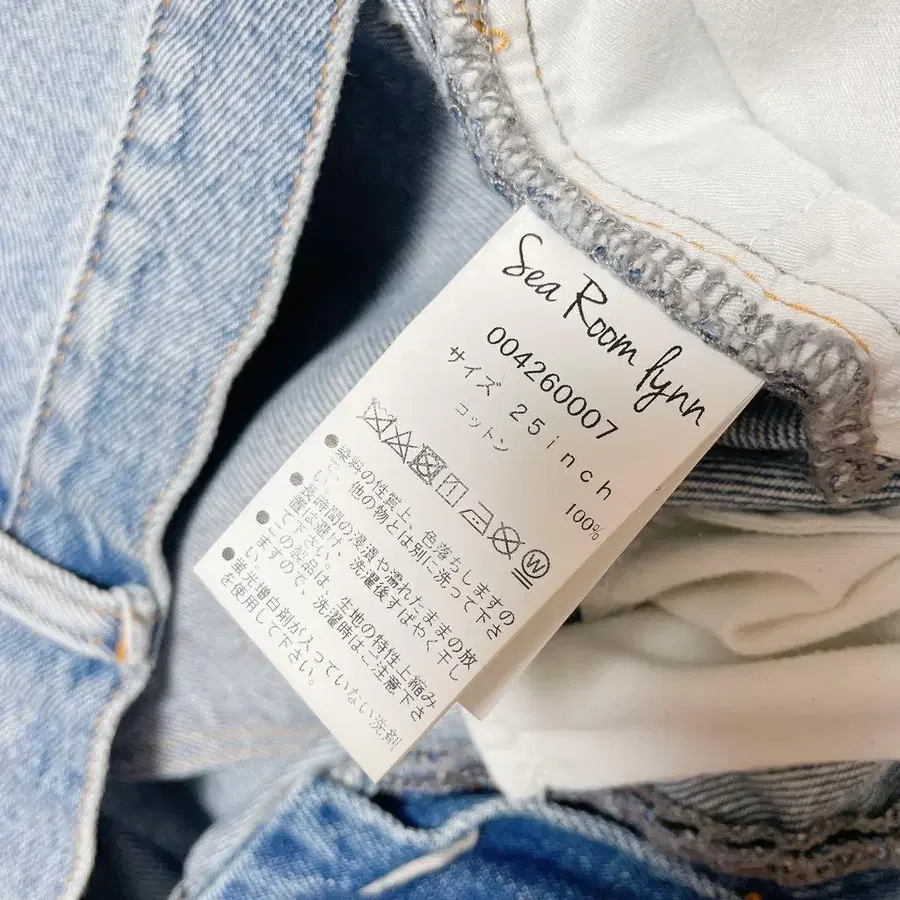 Sea Room lynn
004260007
サイズ 25inch
コットン 100%
W
●染料の性質上、色落ちしますの
で、他の物とは別に洗って下さ
い。
●長時間の浸漬や濡れたままの放
置は避け、洗濯後すばやく干し
て下さい。
●この製品は、生地の特性上縮み
ますので、洗濯時はご注意下さ
い。
●蛍光増白剤が入っていない洗剤
を使用して下さい。